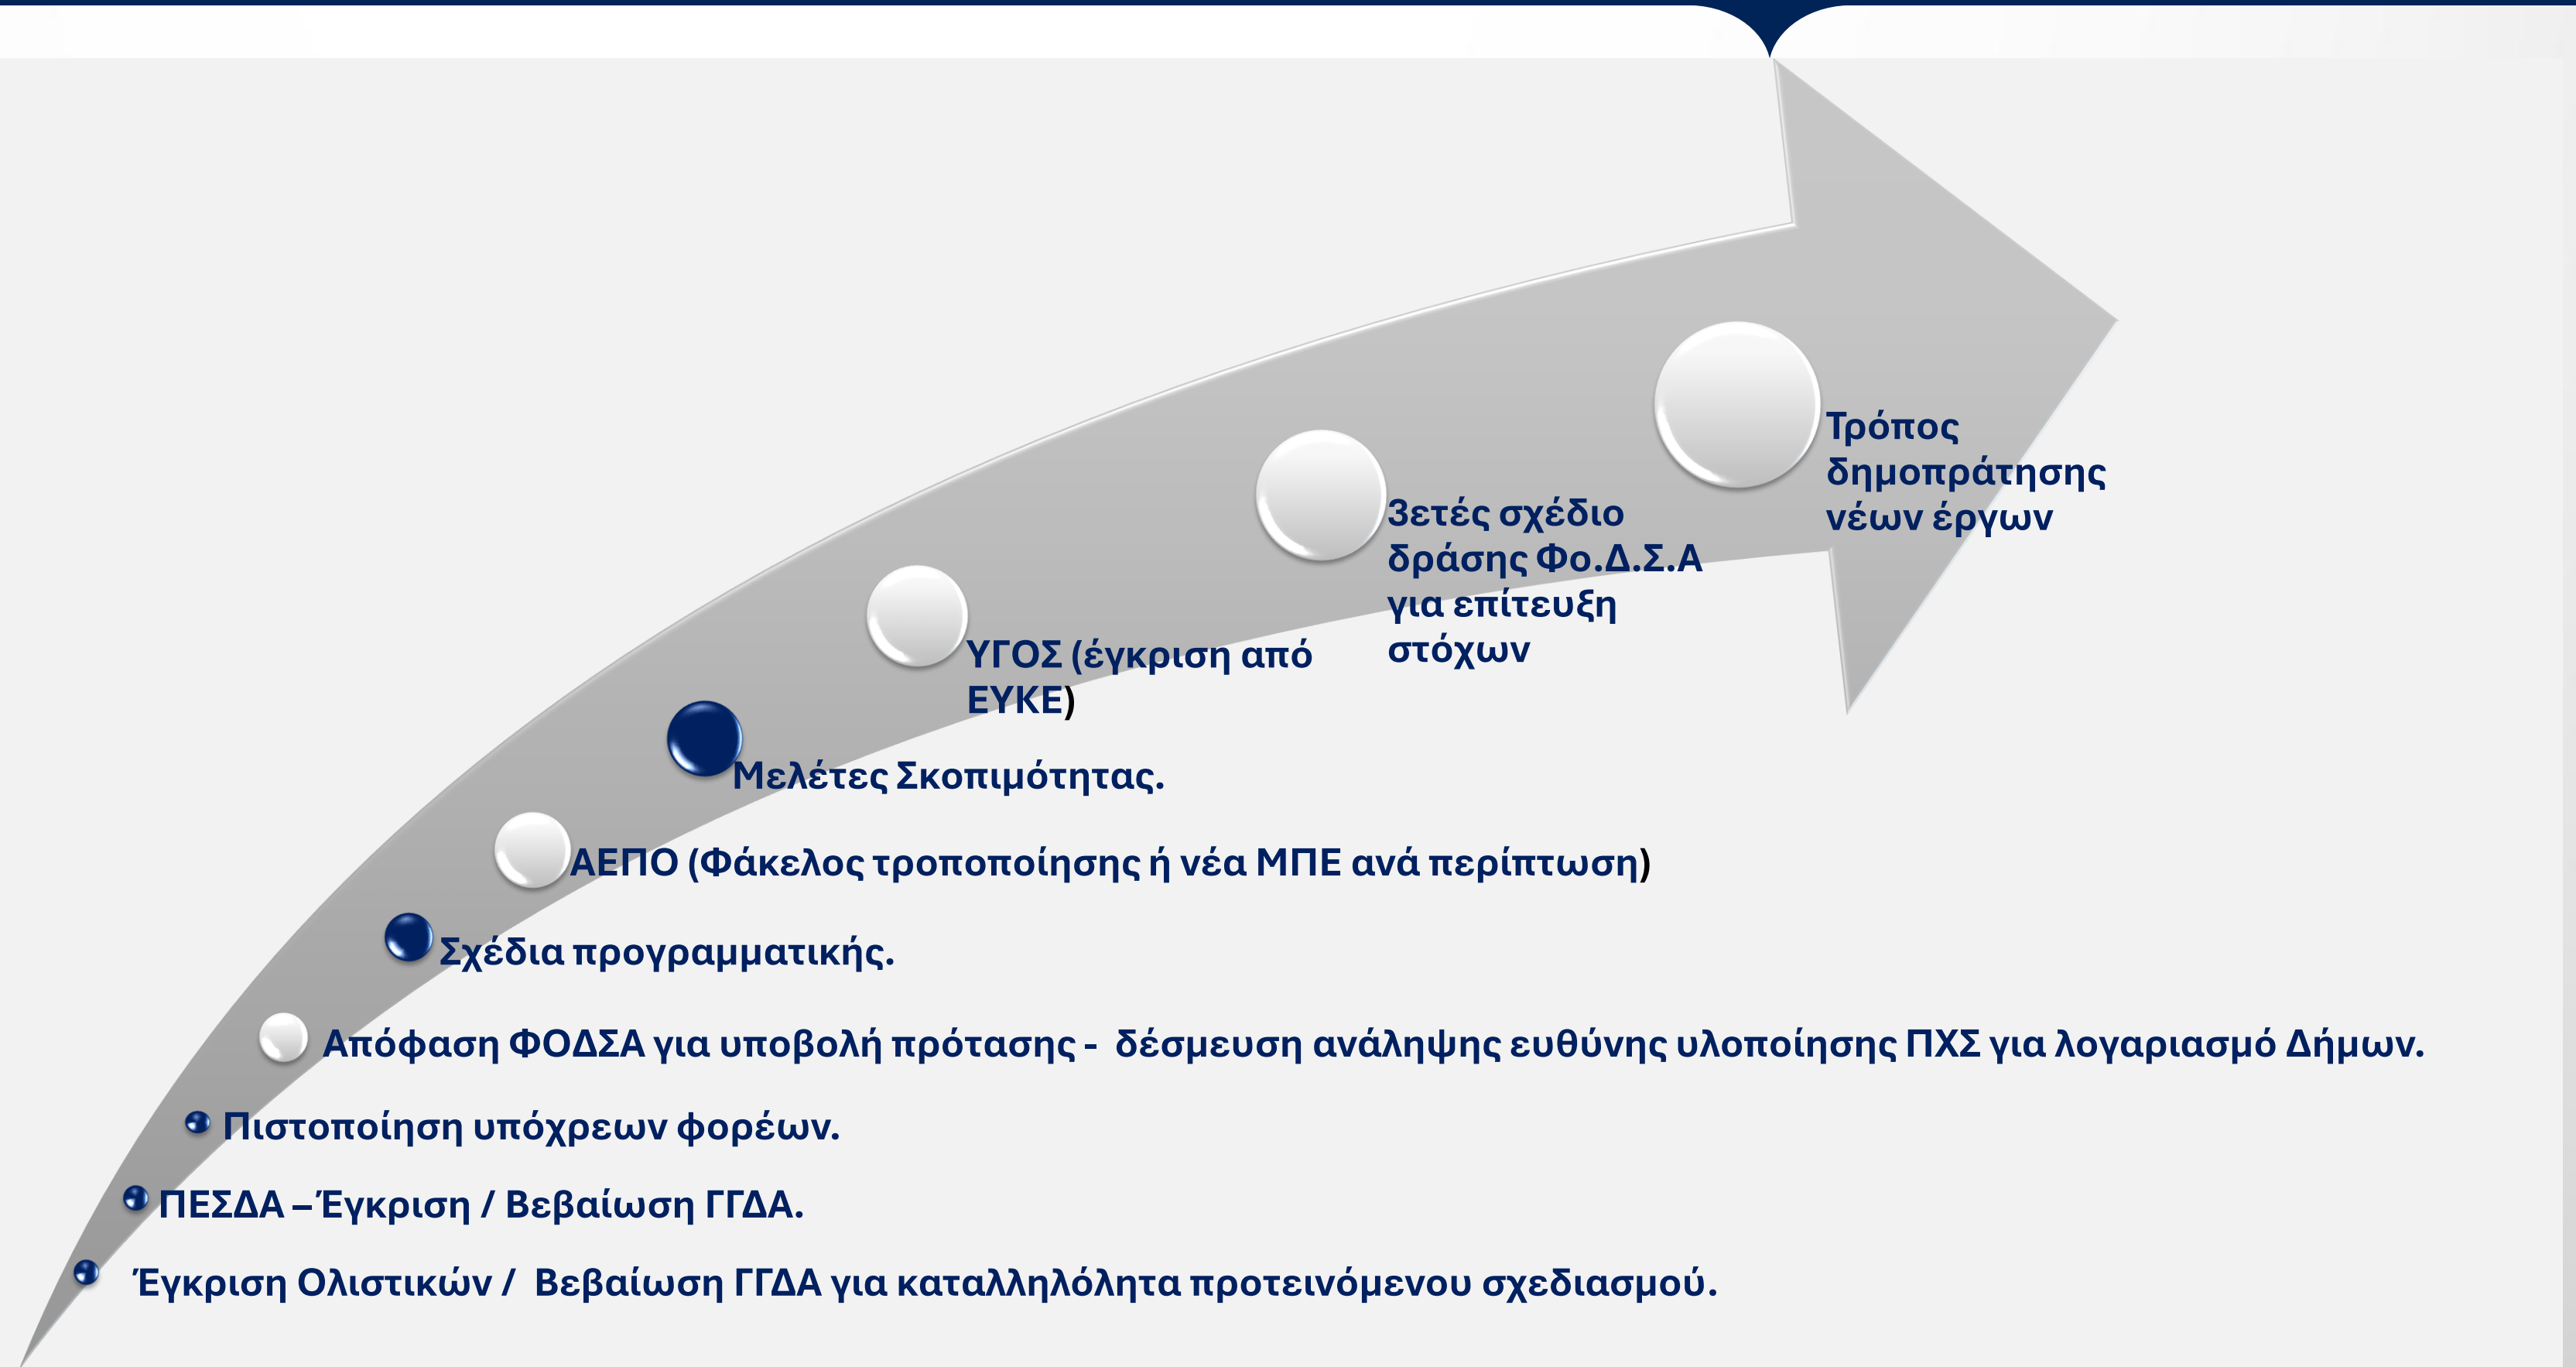 Τρόπος
δημοπράτησης
νέων έργων
3ετές σχέδιο
δράσης Φο.Δ.Σ.Α
για επίτευξη
στόχων
ΥΓΟΣ (έγκριση από
ΕΥΚΕ)
Μελέτες Σκοπιμότητας.
ΑΕΠΟ (Φάκελος τροποποίησης ή νέα ΜΠΕ ανά περίπτωση)
Σχέδια προγραμματικής.
Απόφαση ΦΟΔΣΑ για υποβολή πρότασης - δέσμευση ανάληψης ευθύνης υλοποίησης ΠΧΣ για λογαριασμό Δήμων.
Πιστοποίηση υπόχρεων φορέων.
ΠΕΣΔΑ – Έγκριση / Βεβαίωση ΓΓΔΑ.
Έγκριση Ολιστικών / Βεβαίωση ΓΓΔΑ για καταλληλόλητα προτεινόμενου σχεδιασμού.